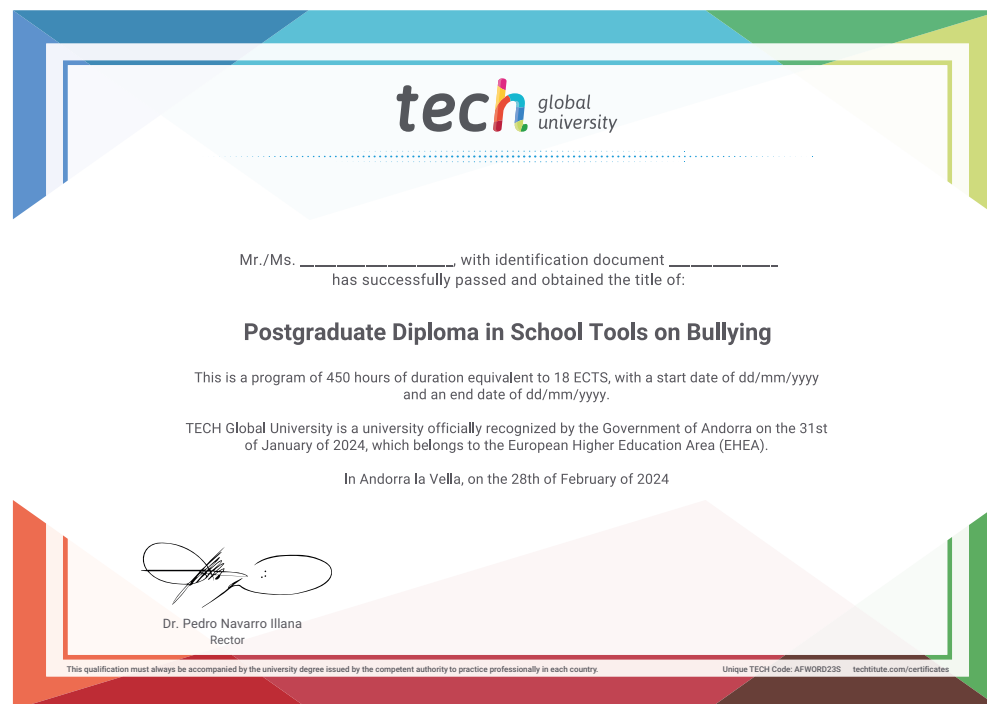 tech global university
Mr./Ms. ____________________, with identification document ______________
has successfully passed and obtained the title of:
Postgraduate Diploma in School Tools on Bullying
This is a program of 450 hours of duration equivalent to 18 ECTS, with a start date of dd/mm/yyyy
and an end date of dd/mm/yyyy.
TECH Global University is a university officially recognized by the Government of Andorra on the 31st
of January of 2024, which belongs to the European Higher Education Area (EHEA).
In Andorra la Vella, on the 28th of February of 2024
Dr. Pedro Navarro Illana
Rector
This qualification must always be accompanied by the university degree issued by the competent authority to practice professionally in each country.
Unique TECH Code: AFWORD23S techtitute.com/certificates